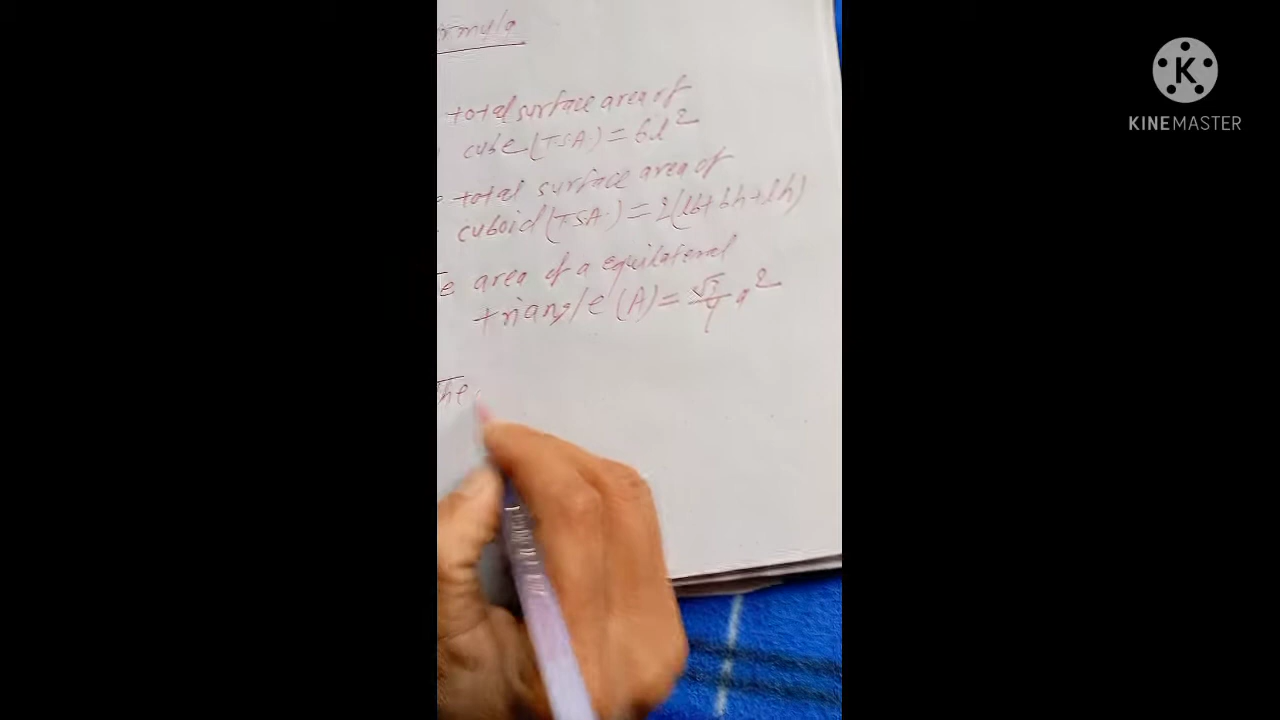 rmula
total surface area of
cube (T.S.A.) = 6l²
e total surface area of
cuboid (T.S.A.) = 2(lb+bh+lh)
e area of a equilateral
triangle (A) = √3/4 a²
The
K
KINEMASTER